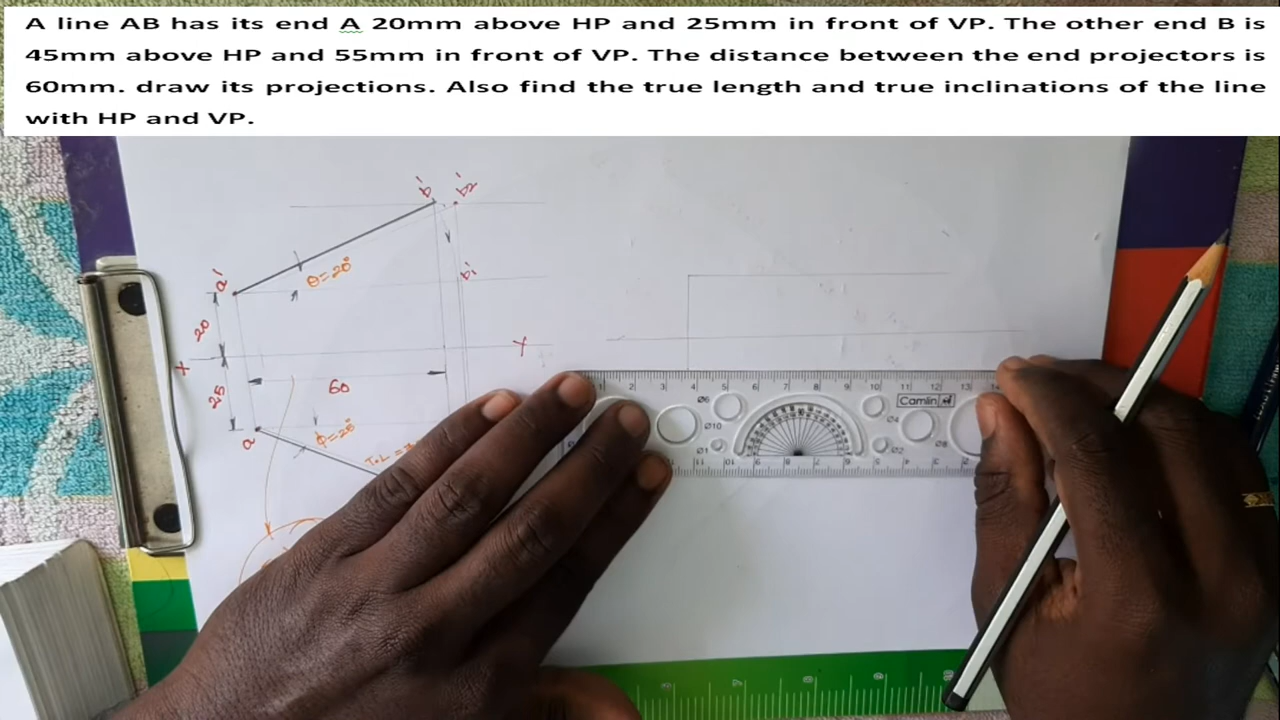 A line AB has its end A 20mm above HP and 25mm in front of VP. The other end B is
45mm above HP and 55mm in front of VP. The distance between the end projectors is
60mm. draw its projections. Also find the true length and true inclinations of the line
with HP and VP.
b' b2'
a' θ=20° b1'
20
X Y
25 60
a Φ=25°
T.L =
Camlin